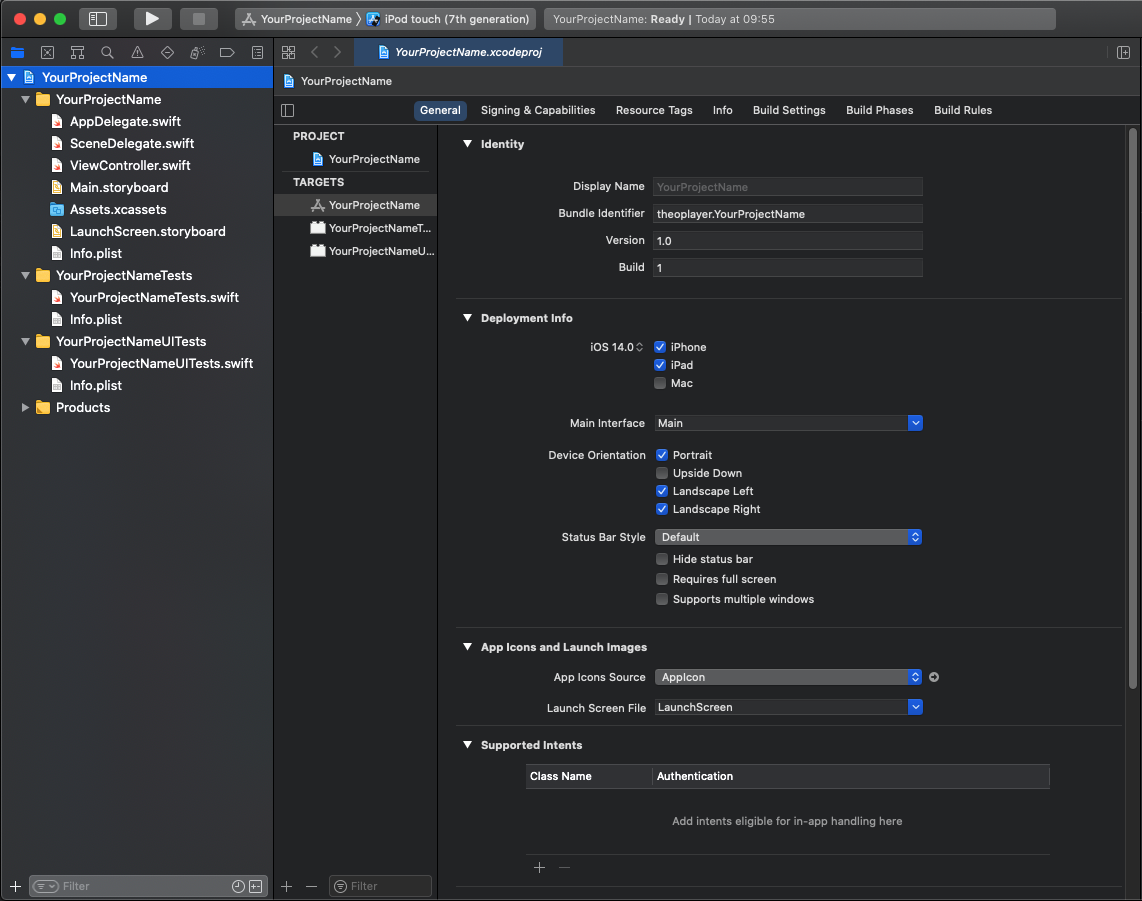 YourProjectName iPod touch (7th generation)
YourProjectName: Ready | Today at 09:55
YourProjectName.xcodeproj
YourProjectName
YourProjectName
AppDelegate.swift
SceneDelegate.swift
ViewController.swift
Main.storyboard
Assets.xcassets
LaunchScreen.storyboard
Info.plist
YourProjectNameTests
YourProjectNameTests.swift
Info.plist
YourProjectNameUITests
YourProjectNameUITests.swift
Info.plist
Products
Filter
YourProjectName
General Signing & Capabilities Resource Tags Info Build Settings Build Phases Build Rules
PROJECT
YourProjectName
TARGETS
YourProjectName
YourProjectNameT...
YourProjectNameU...
Filter
Identity
Display Name YourProjectName
Bundle Identifier theoplayer.YourProjectName
Version 1.0
Build 1
Deployment Info
iOS 14.0 iPhone
iPad
Mac
Main Interface Main
Device Orientation Portrait
Upside Down
Landscape Left
Landscape Right
Status Bar Style Default
Hide status bar
Requires full screen
Supports multiple windows
App Icons and Launch Images
App Icons Source AppIcon
Launch Screen File LaunchScreen
Supported Intents
Class Name Authentication
Add intents eligible for in-app handling here